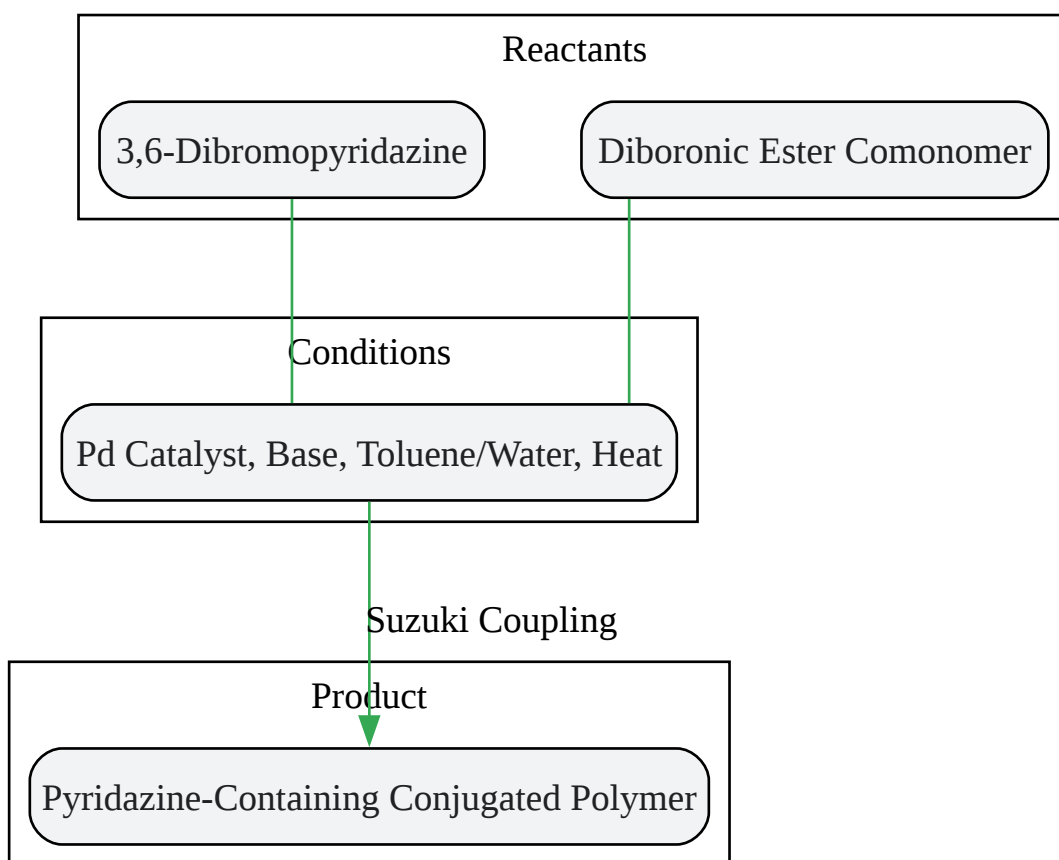 Reactants
3,6-Dibromopyridazine
Diboronic Ester Comonomer
Conditions
Pd Catalyst, Base, Toluene/Water, Heat
Suzuki Coupling
Product
Pyridazine-Containing Conjugated Polymer